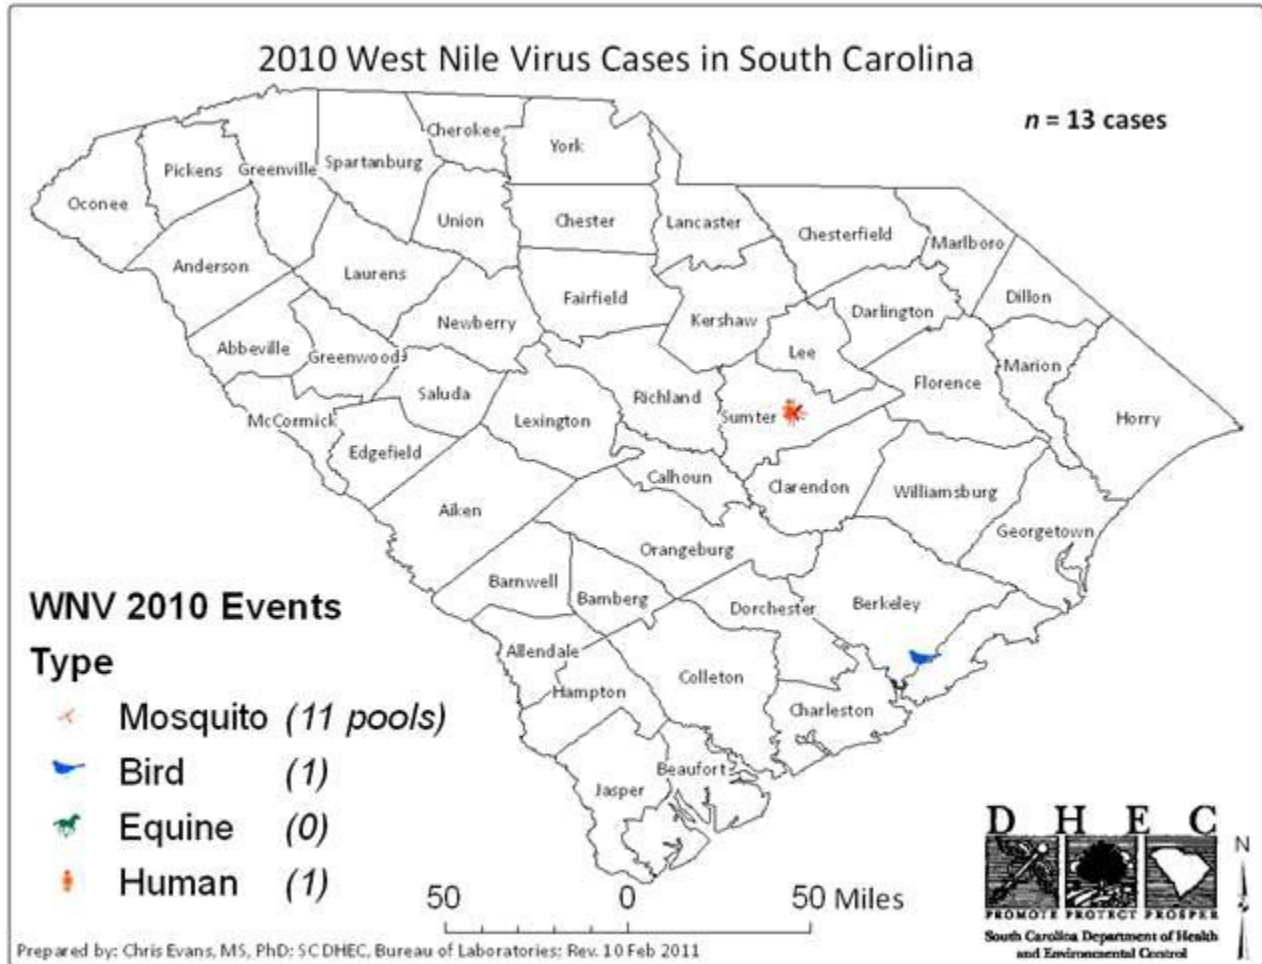 2010 West Nile Virus Cases in South Carolina
n = 13 cases
Cherokee
York
Spartanburg
Greenville
Pickens
Oconee
Union
Chester
Lancaster
Chesterfield
Marlboro
Anderson
Laurens
Fairfield
Kershaw
Darlington
Dillon
Newberry
Abbeville
Greenwood
Lee
Marion
Saluda
Richland
Florence
McCormick
Lexington
Sumter
Horry
Edgefield
Calhoun
Clarendon
Williamsburg
Aiken
Georgetown
Orangeburg
Barnwell
Bamberg
Dorchester
Berkeley
Allendale
Hampton
Colleton
Charleston
Beaufort
Jasper
WNV 2010 Events
Type
Mosquito (11 pools)
Bird (1)
Equine (0)
Human (1)
50 0 50 Miles
D H E C
PROMOTE PROTECT PROSPER
South Carolina Department of Health
and Environmental Control
N
Prepared by: Chris Evans, MS, PhD: SC DHEC, Bureau of Laboratories: Rev. 10 Feb 2011